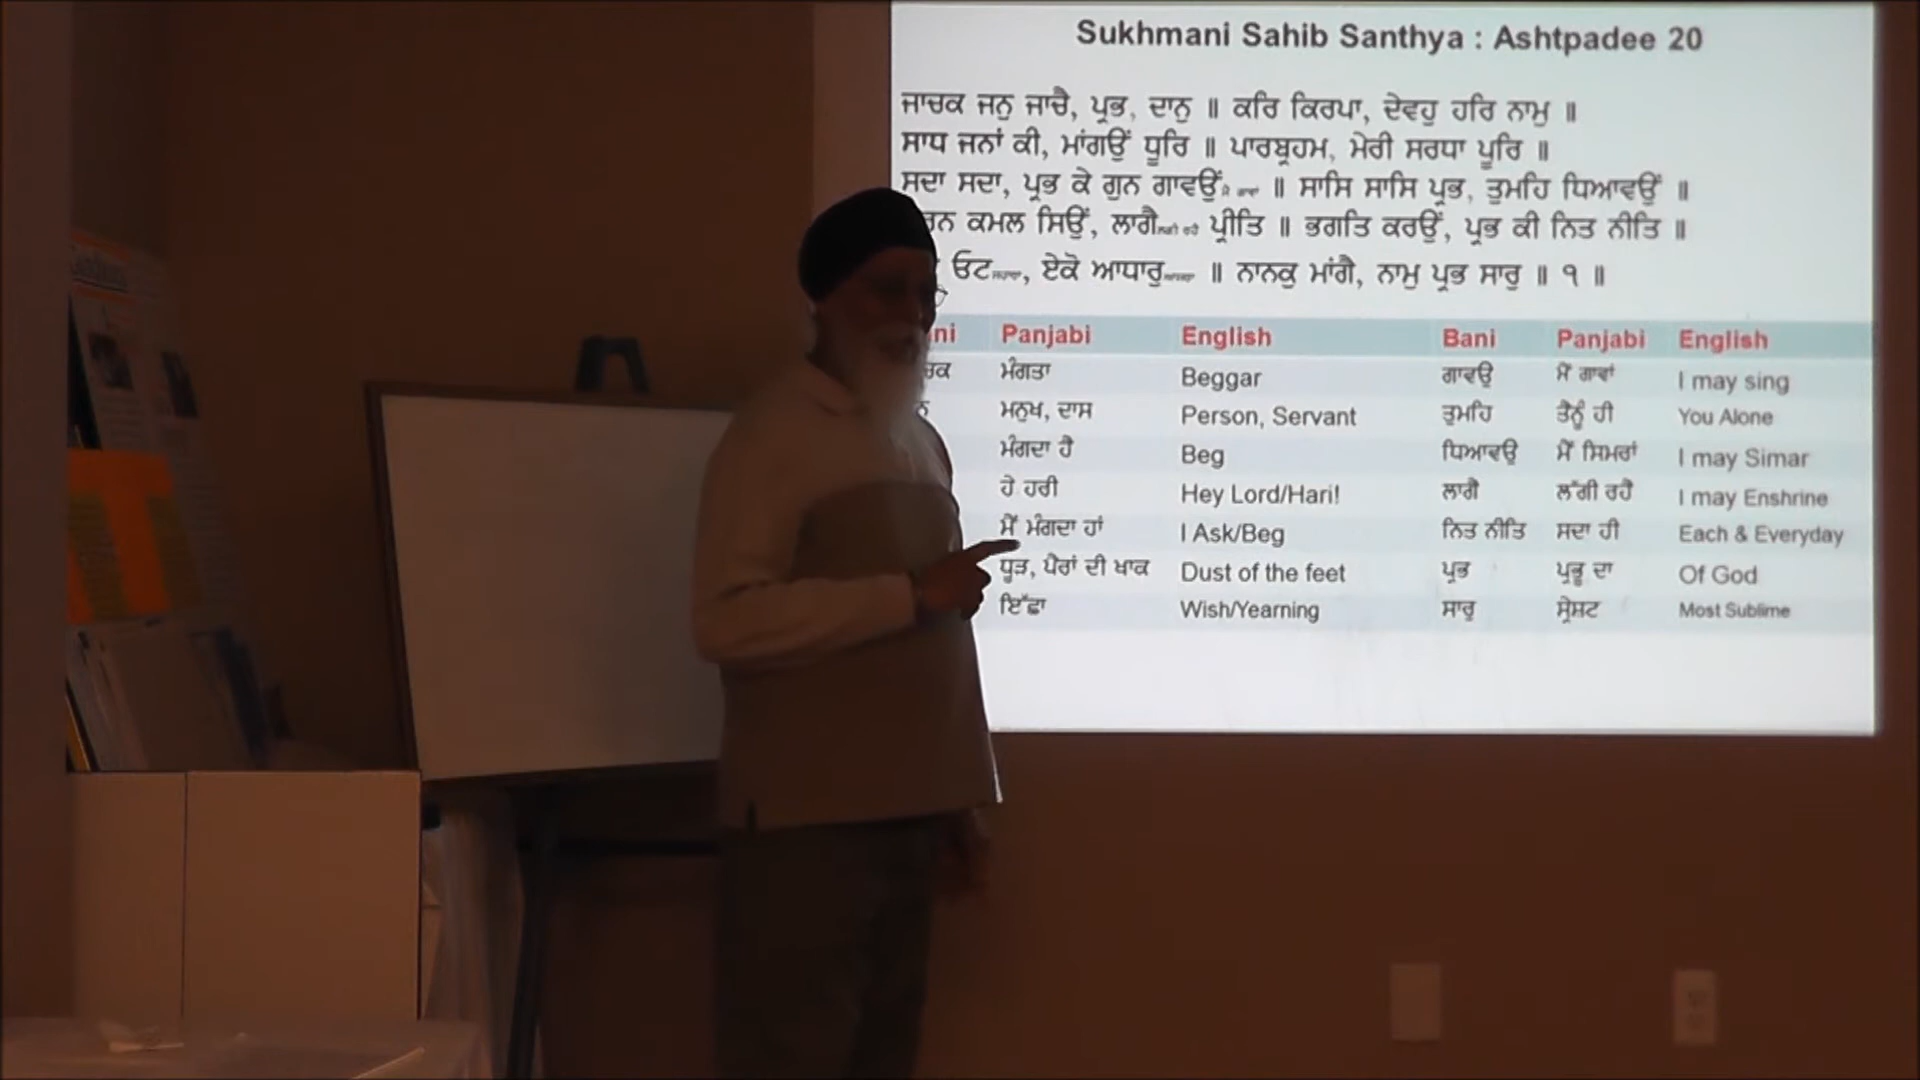 Sukhmani Sahib Santhya : Ashtpadee 20
ਜਾਚਕ ਜਨੁ ਜਾਚੈ, ਪ੍ਰਭ, ਦਾਨੁ ॥ ਕਰਿ ਕਿਰਪਾ, ਦੇਵਹੁ ਹਰਿ ਨਾਮੁ ॥
ਸਾਧ ਜਨਾਂ ਕੀ, ਮਾਂਗਉਂ ਧੂਰਿ ॥ ਪਾਰਬ੍ਰਹਮ, ਮੇਰੀ ਸਰਧਾ ਪੂਰਿ ॥
ਸਦਾ ਸਦਾ, ਪ੍ਰਭ ਕੇ ਗੁਨ ਗਾਵਉਂ ॥ ਸਾਸਿ ਸਾਸਿ ਪ੍ਰਭ, ਤੁਮਹਿ ਧਿਆਵਉਂ ॥
ਕਮਲ ਸਿਉਂ, ਲਾਗੈ ਪ੍ਰੀਤਿ ॥ ਭਗਤਿ ਕਰਉਂ, ਪ੍ਰਭ ਕੀ ਨਿਤ ਨੀਤਿ ॥
ਓਟ, ਏਕੋ ਆਧਾਰੁ ॥ ਨਾਨਕੁ ਮਾਂਗੈ, ਨਾਮੁ ਪ੍ਰਭ ਸਾਰੁ ॥ ੧ ॥
Panjabi English Bani Panjabi English
ਮੰਗਤਾ Beggar ਗਾਵਉ ਮੈਂ ਗਾਵਾਂ I may sing
ਮਨੁਖ, ਦਾਸ Person, Servant ਤੁਮਹਿ ਤੈਨੂੰ ਹੀ You Alone
ਮੰਗਦਾ ਹੈ Beg ਧਿਆਵਉ ਮੈਂ ਸਿਮਰਾਂ I may Simar
ਹੇ ਹਰੀ Hey Lord/Hari! ਲਾਗੈ ਲੱਗੀ ਰਹੈ I may Enshrine
ਮੈਂ ਮੰਗਦਾ ਹਾਂ I Ask/Beg ਨਿਤ ਨੀਤਿ ਸਦਾ ਹੀ Each & Everyday
ਧੂੜ, ਪੈਰਾਂ ਦੀ ਖਾਕ Dust of the feet ਪ੍ਰਭ ਪ੍ਰਭੂ ਦਾ Of God
ਇੱਛਾ Wish/Yearning ਸਾਰੁ ਸ੍ਰੇਸ਼ਟ Most Sublime